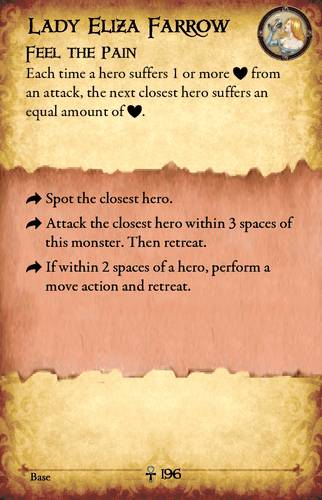 Lady Eliza Farrow
Feel the Pain
Each time a hero suffers 1 or more ♥ from
an attack, the next closest hero suffers an
equal amount of ♥.
Spot the closest hero.
Attack the closest hero within 3 spaces of
this monster. Then retreat.
If within 2 spaces of a hero, perform a
move action and retreat.
Base
196